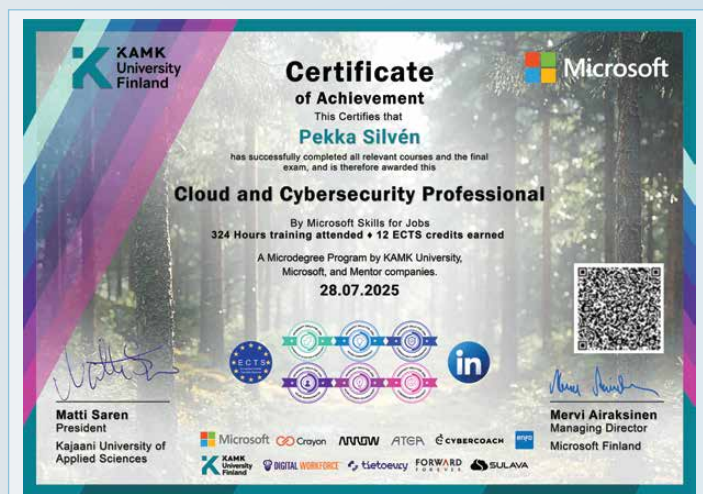 KAMK
University
Finland
Certificate
of Achievement
Microsoft
This Certifies that
Pekka Silvén
has successfully completed all relevant courses and the final
exam, and is therefore awarded this
Cloud and Cybersecurity Professional
By Microsoft Skills for Jobs
324 Hours training attended ♦ 12 ECTS credits earned
A Microdegree Program by KAMK University,
Microsoft, and Mentor companies.
28.07.2025
ECTS
in
Matti Saren
President
Kajaani University of
Applied Sciences
Mervi Airaksinen
Managing Director
Microsoft Finland
Microsoft Crayon ARROW ATEA CYBERCOACH enfo
KAMK
University
Finland
DIGITAL WORKFORCE tietoevry FORWARD
FOREVER
SULAVA